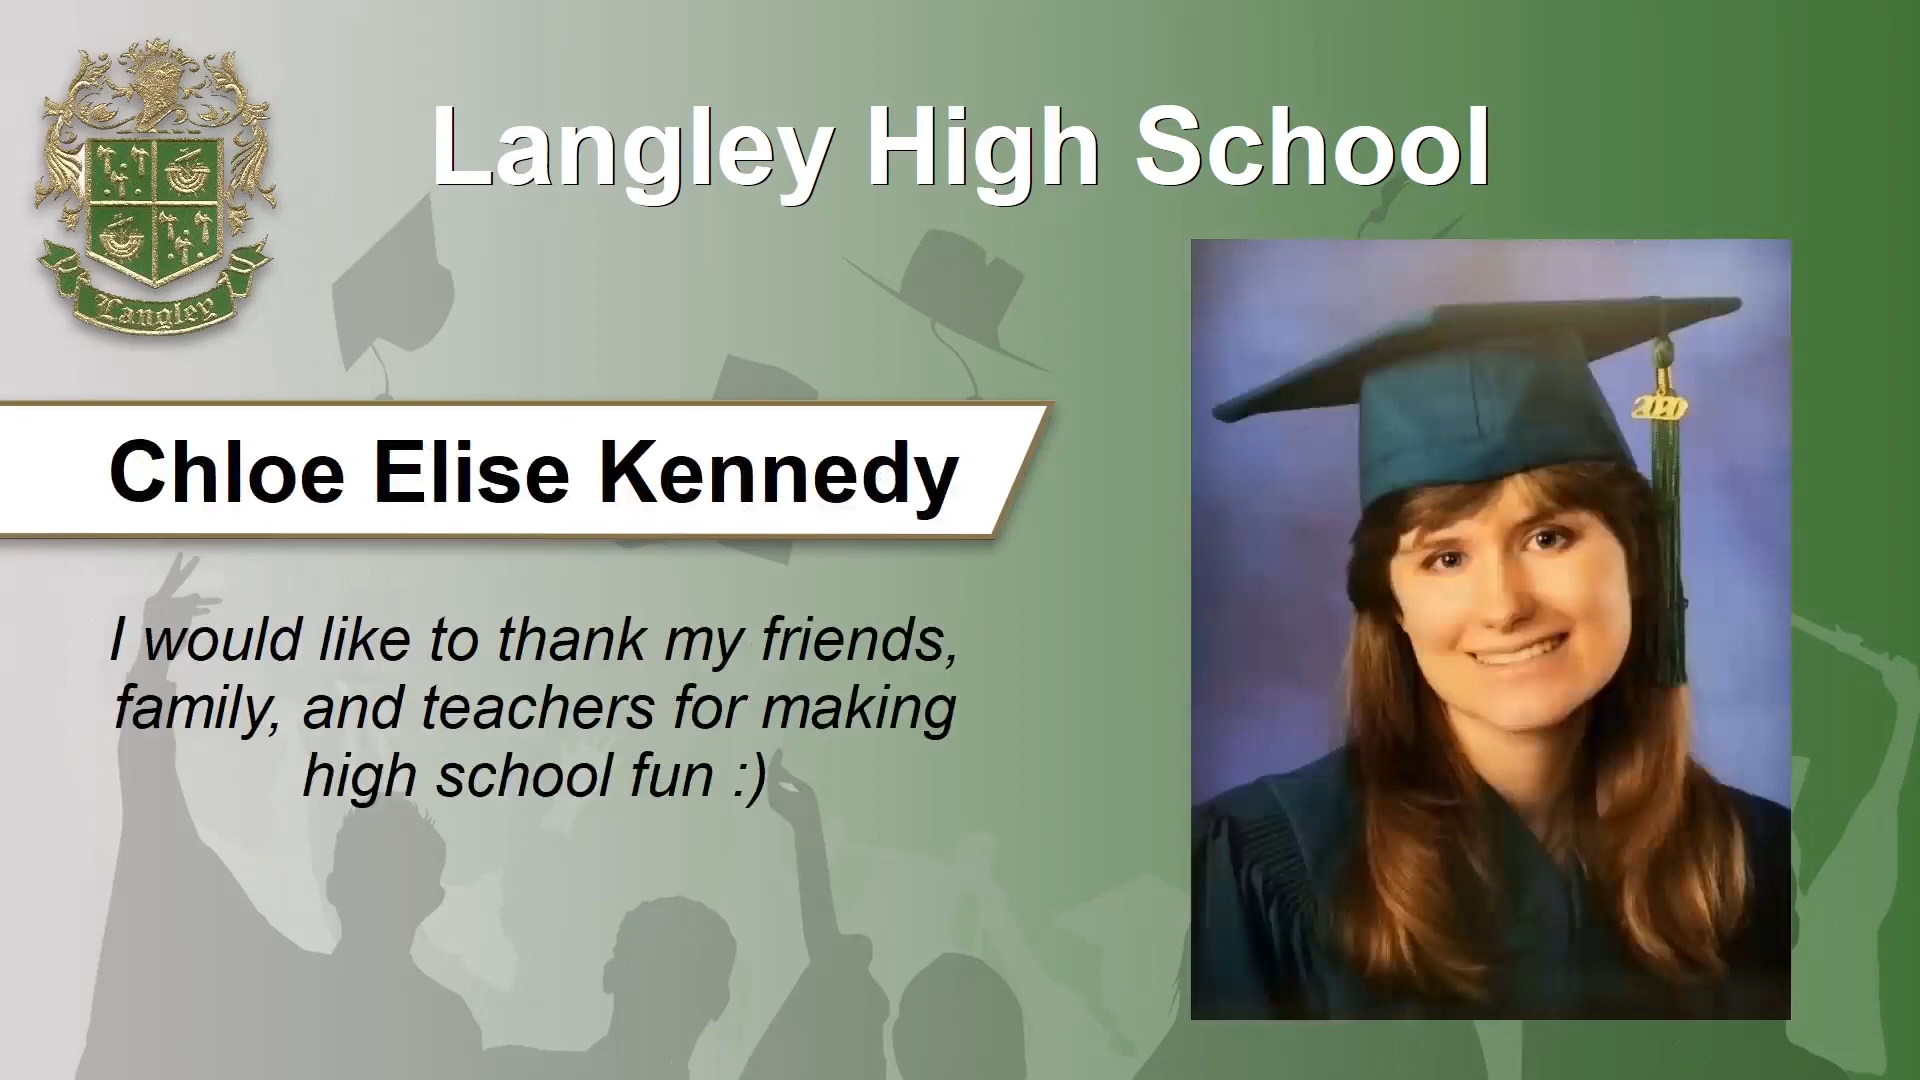 Langley
Langley High School
2020
Chloe Elise Kennedy
I would like to thank my friends,
family, and teachers for making
high school fun :)